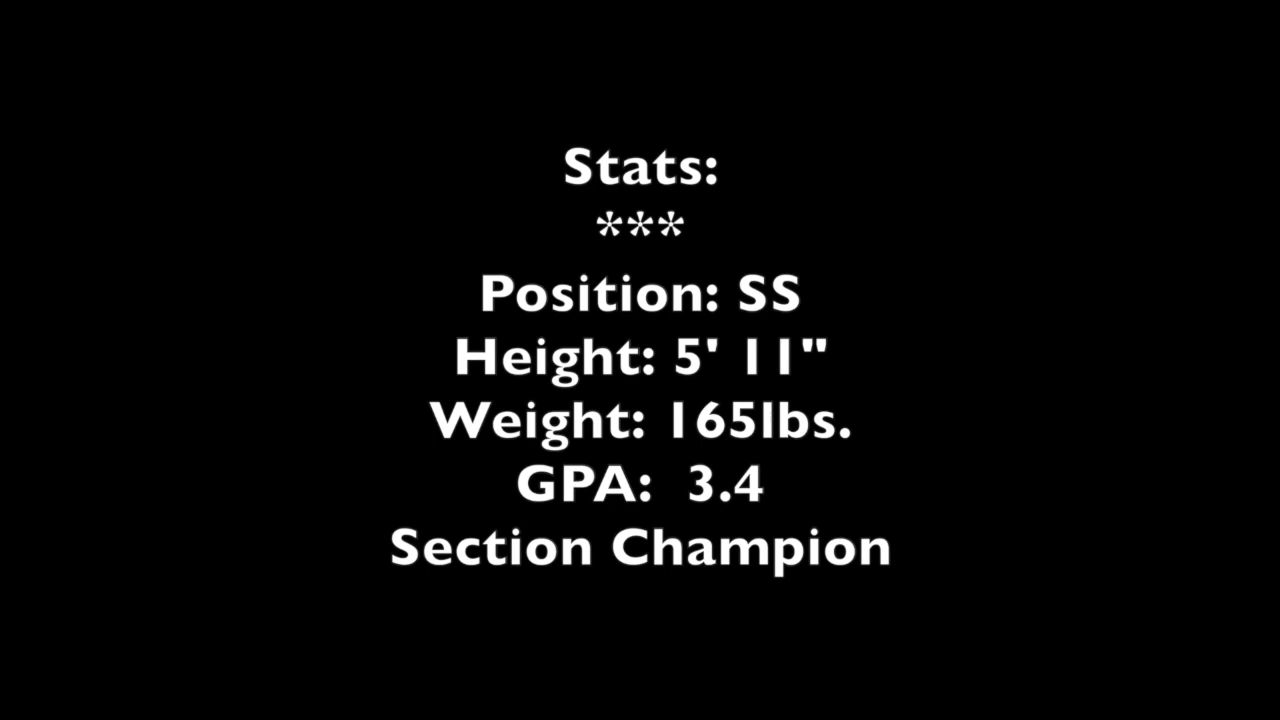 Stats:
***
Position: SS
Height: 5' 11"
Weight: 165lbs.
GPA:  3.4
Section Champion